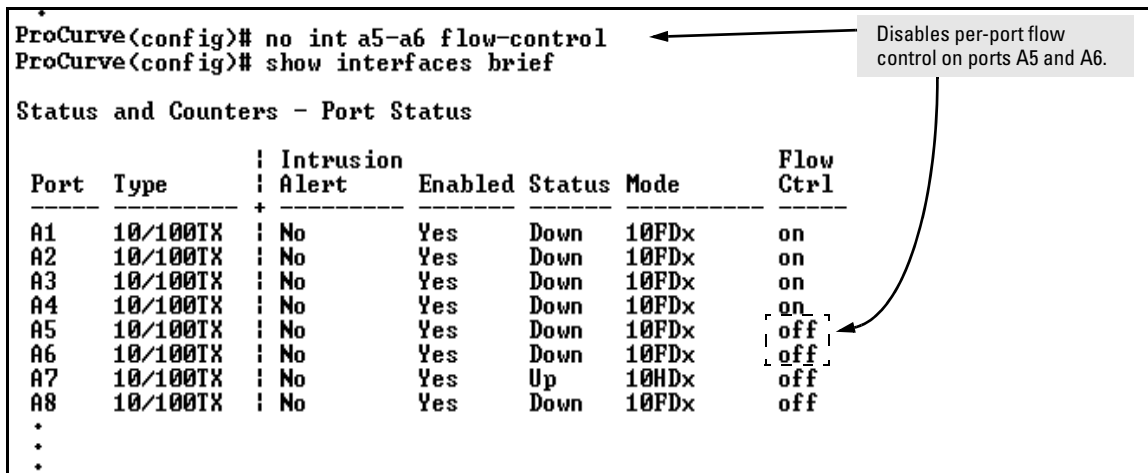 ProCurve(config)# no int a5-a6 flow-control
ProCurve(config)# show interfaces brief
Disables per-port flow
control on ports A5 and A6.
Status and Counters - Port Status
¦ Intrusion Flow
Port Type ¦ Alert Enabled Status Mode Ctrl
----- --------- + --------- ------- ------ ---------- -----
A1 10/100TX ¦ No Yes Down 10FDx on
A2 10/100TX ¦ No Yes Down 10FDx on
A3 10/100TX ¦ No Yes Down 10FDx on
A4 10/100TX ¦ No Yes Down 10FDx on
A5 10/100TX ¦ No Yes Down 10FDx off
A6 10/100TX ¦ No Yes Down 10FDx off
A7 10/100TX ¦ No Yes Up 10HDx off
A8 10/100TX ¦ No Yes Down 10FDx off